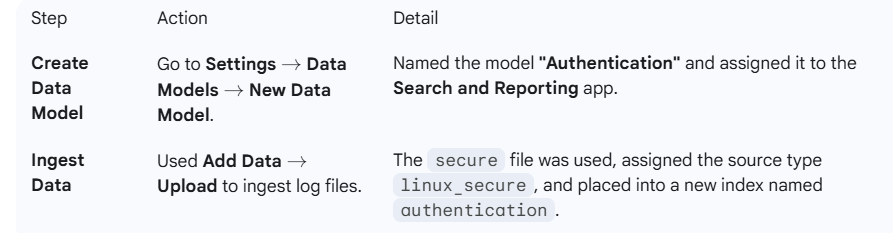 Step Action Detail
Create Data Model
Go to Settings → Data Models → New Data Model.
Named the model "Authentication" and assigned it to the Search and Reporting app.
Ingest Data
Used Add Data → Upload to ingest log files.
The secure file was used, assigned the source type linux_secure , and placed into a new index named authentication .